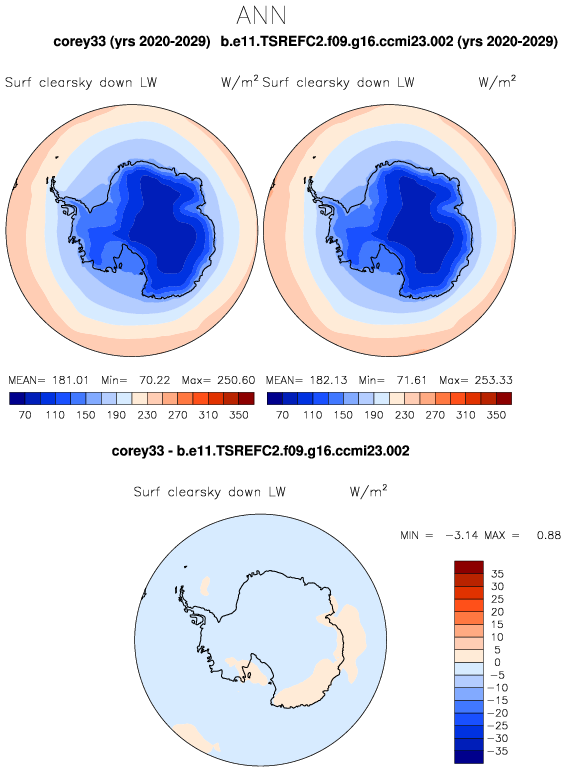 ANN
corey33 (yrs 2020-2029) b.e11.TSREFC2.f09.g16.ccmi23.002 (yrs 2020-2029)
Surf clearsky down LW W/m² Surf clearsky down LW W/m²
MEAN= 181.01 Min= 70.22 Max= 250.60 MEAN= 182.13 Min= 71.61 Max= 253.33
70 110 150 190 230 270 310 350 70 110 150 190 230 270 310 350
corey33 - b.e11.TSREFC2.f09.g16.ccmi23.002
Surf clearsky down LW W/m²
MIN = -3.14 MAX = 0.88
35
30
25
20
15
10
5
0
-5
-10
-15
-20
-25
-30
-35